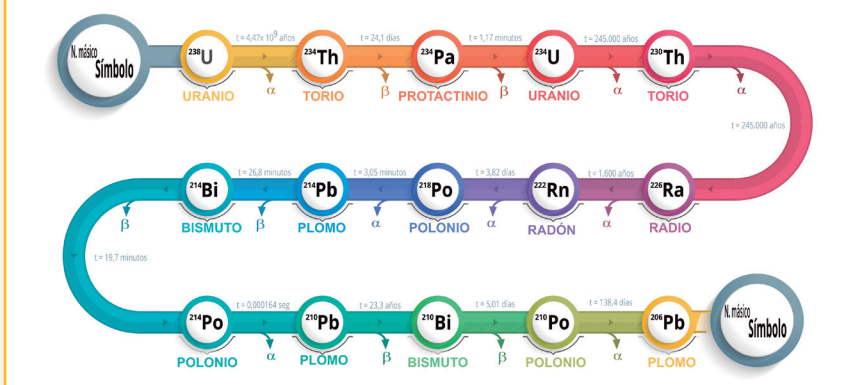 N. másico
Símbolo
t = 4,47x 10⁹ años
t = 24,1 días
t = 1,17 minutos
t = 245.000 años
²³⁸U
²³⁴Th
²³⁴Pa
²³⁴U
²³⁰Th
α
β
β
α
α
URANIO
TORIO
PROTACTINIO
URANIO
TORIO
t = 245.000 años
t = 26,8 minutos
t = 3,05 minutos
t = 3,82 días
t = 1.600 años
²¹⁴Bi
²¹⁴Pb
²¹⁸Po
²²²Rn
²²⁶Ra
β
β
α
α
α
BISMUTO
PLOMO
POLONIO
RADÓN
RADIO
t = 19,7 minutos
t = 0,000164 seg
t = 23,3 años
t = 5,01 días
t = 138,4 días
²¹⁴Po
²¹⁰Pb
²¹⁰Bi
²¹⁰Po
²⁰⁶Pb
N. másico
Símbolo
α
β
β
α
POLONIO
PLOMO
BISMUTO
POLONIO
PLOMO